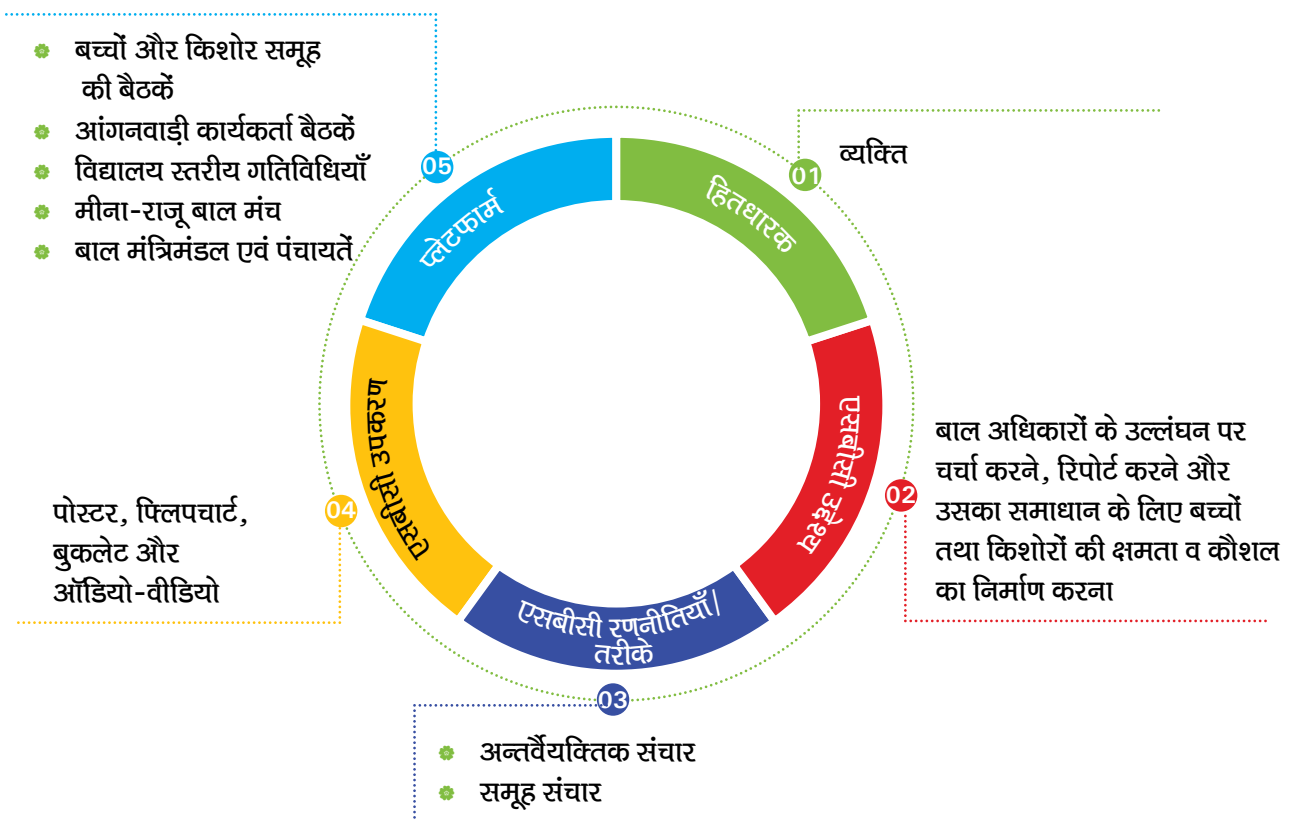 01
हितधारक
व्यक्ति
02
एसबीसी उद्देश्य
बाल अधिकारों के उल्लंघन पर
चर्चा करने, रिपोर्ट करने और
उसका समाधान के लिए बच्चों
तथा किशोरों की क्षमता व कौशल
का निर्माण करना
03
एसबीसी रणनीतियाँ/
तरीके
अन्तर्वैयक्तिक संचार
समूह संचार
04
एसबीसी उपकरण
पोस्टर, फ्लिपचार्ट,
बुकलेट और
ऑडियो-वीडियो
05
प्लेटफार्म
बच्चों और किशोर समूह
की बैठकें
आंगनवाड़ी कार्यकर्ता बैठकें
विद्यालय स्तरीय गतिविधियाँ
मीना-राजू बाल मंच
बाल मंत्रिमंडल एवं पंचायतें